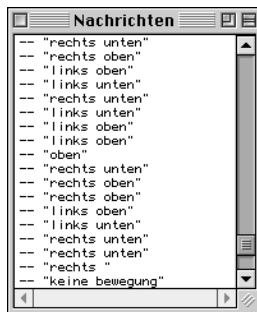 Nachrichten
-- "rechts unten"
-- "rechts oben"
-- "links oben"
-- "links unten"
-- "rechts unten"
-- "links unten"
-- "links oben"
-- "links oben"
-- "oben"
-- "rechts unten"
-- "rechts oben"
-- "rechts oben"
-- "links oben"
-- "links unten"
-- "rechts unten"
-- "rechts unten"
-- "rechts "
-- "keine bewegung"